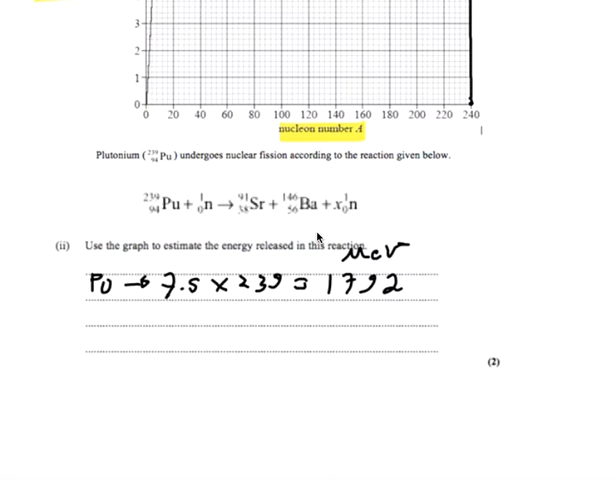 3
2
1
0
0 20 40 60 80 100 120 140 160 180 200 220 240
nucleon number A
Plutonium (²³⁹₉₄Pu) undergoes nuclear fission according to the reaction given below.
²³⁹₉₄Pu + ¹₀n → ⁹¹₃₈Sr + ¹⁴⁶₅₆Ba + x¹₀n
(ii) Use the graph to estimate the energy released in this reaction.
MeV
PU → 7.5 × 239 = 1792
(2)